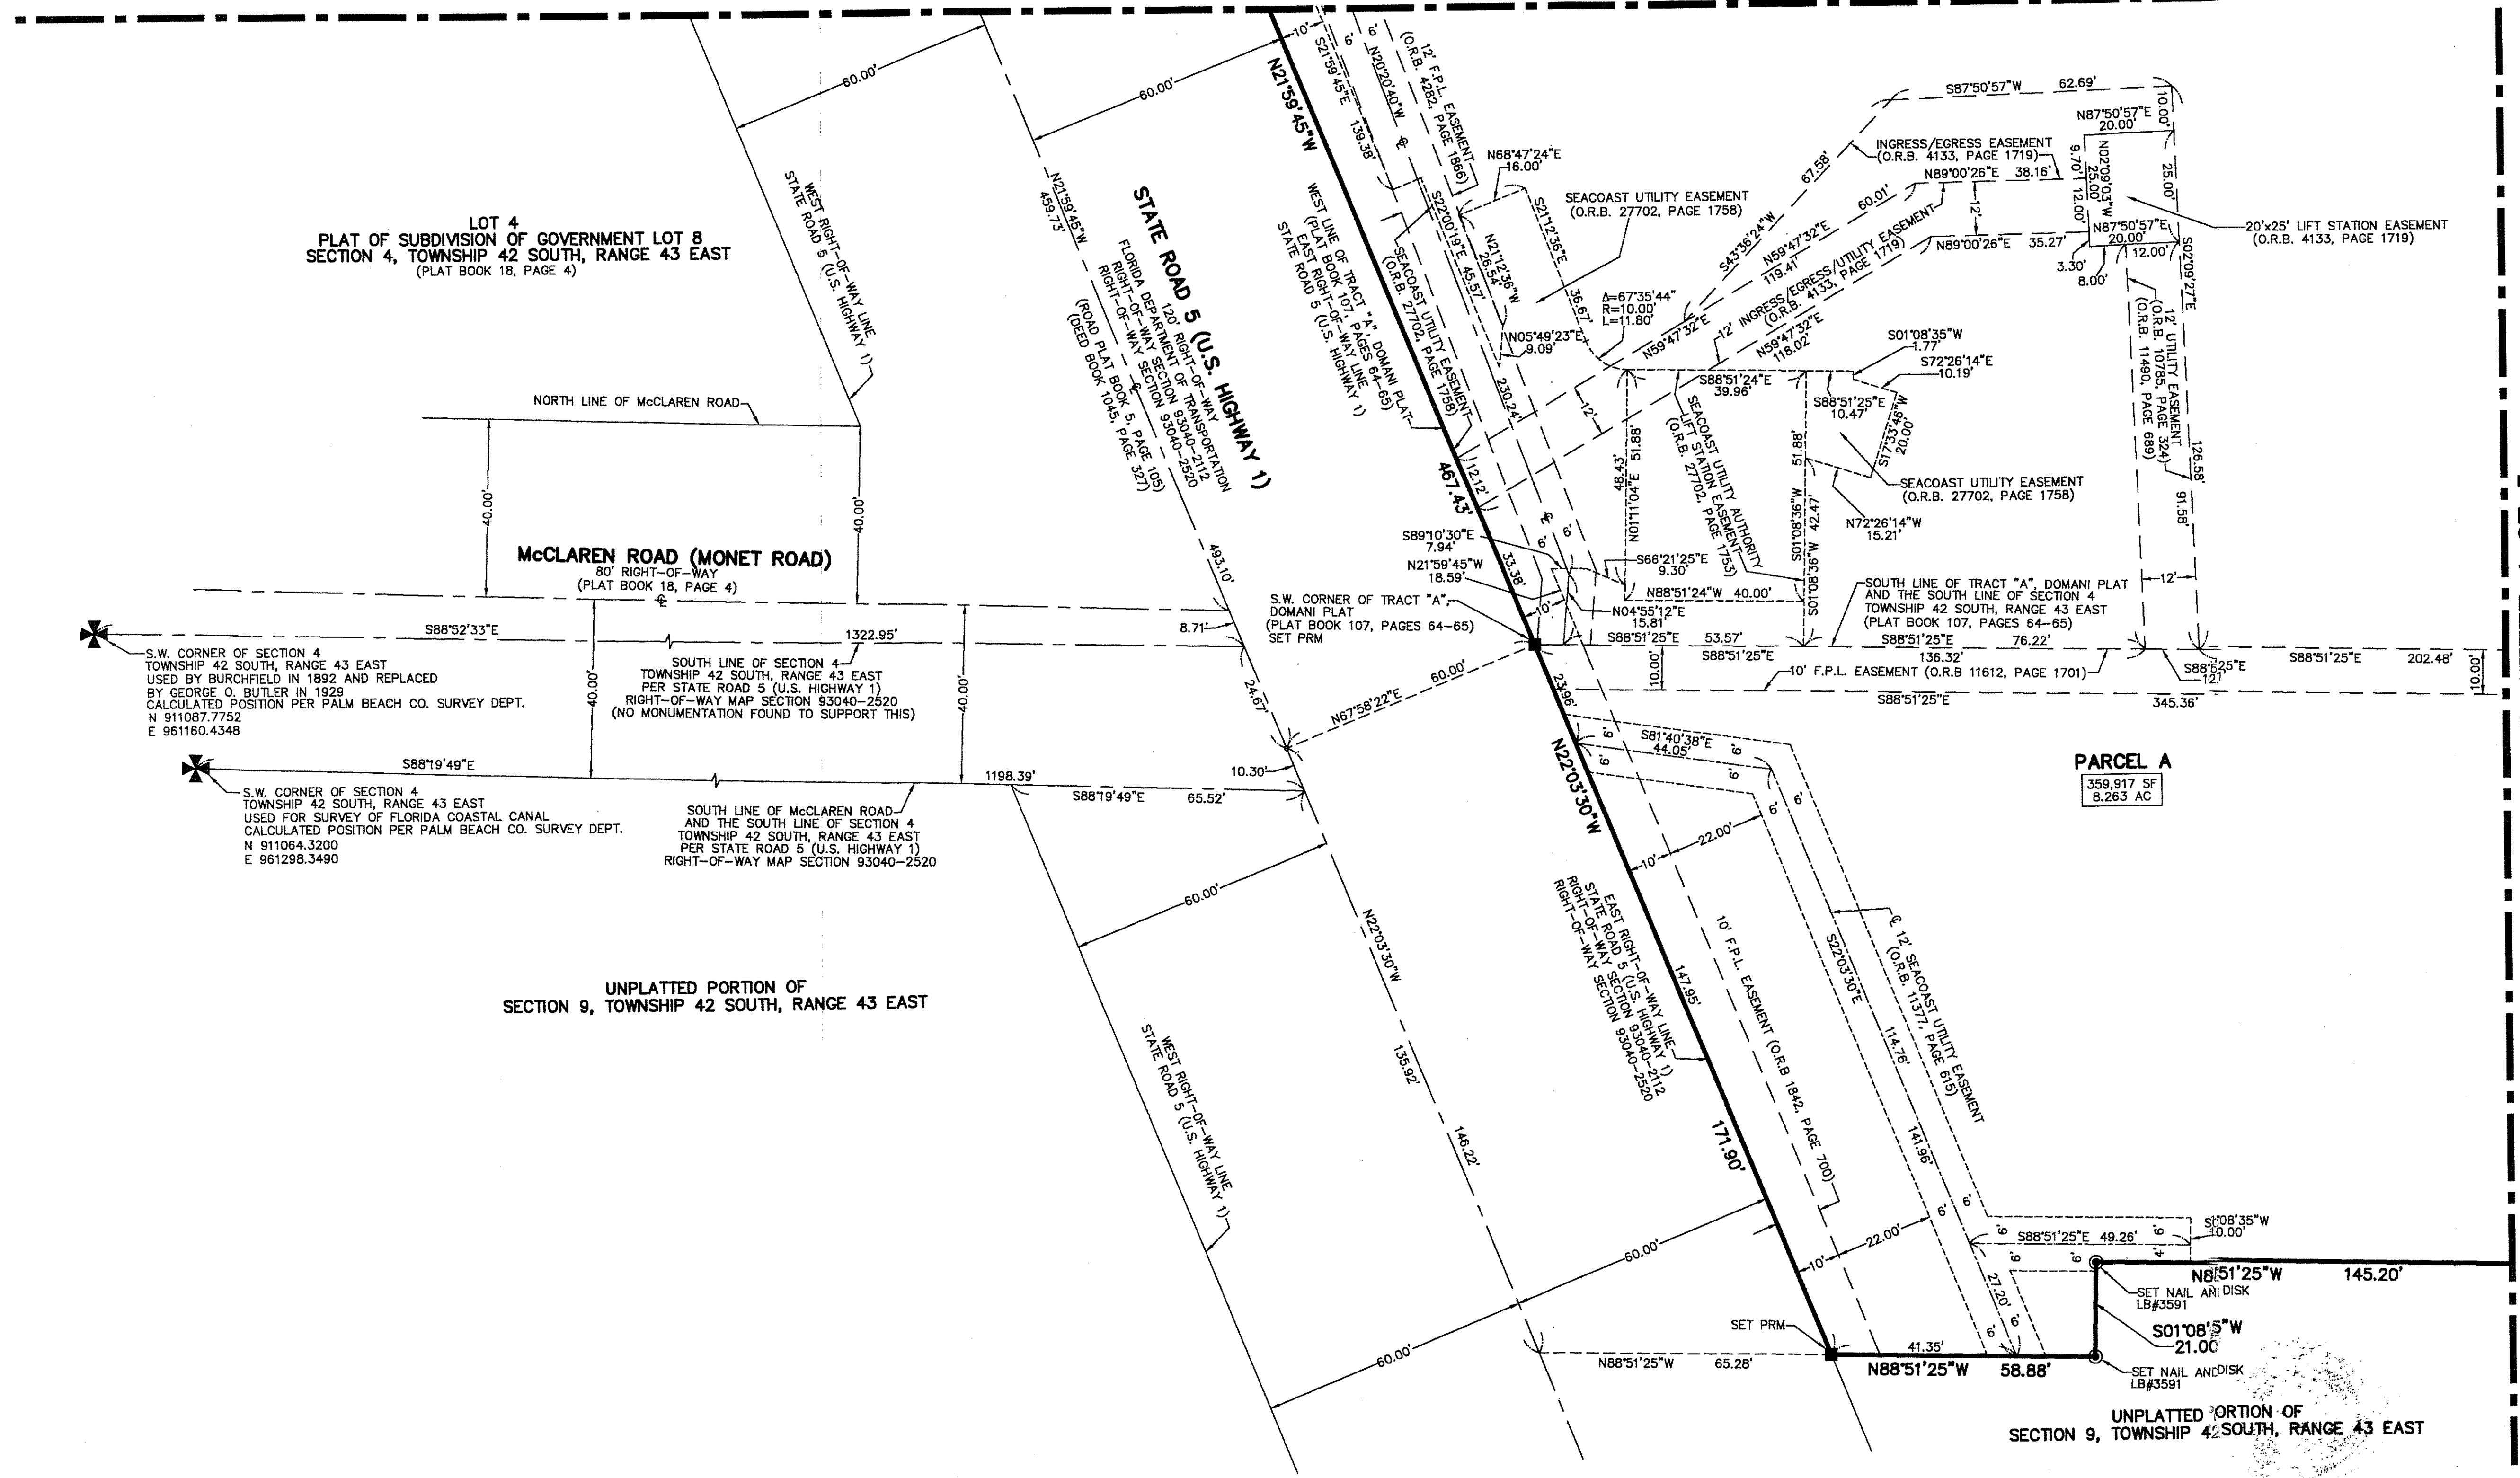 LOT 4
PLAT OF SUBDIVISION OF GOVERNMENT LOT 8
SECTION 4, TOWNSHIP 42 SOUTH, RANGE 43 EAST
(PLAT BOOK 18, PAGE 4)
60.00'
WEST RIGHT-OF-WAY LINE
STATE ROAD 5 (U.S. HIGHWAY 1)
60.00'
N21°59'45"W
459.73'
STATE ROAD 5 (U.S. HIGHWAY 1)
120' RIGHT-OF-WAY
FLORIDA DEPARTMENT OF TRANSPORTATION
RIGHT-OF-WAY SECTION 93040-2112
RIGHT-OF-WAY SECTION 93040-2520
(ROAD PLAT BOOK 5, PAGE 105)
(DEED BOOK 1045, PAGE 327)
NORTH LINE OF McCLAREN ROAD
40.00'
40.00'
McCLAREN ROAD (MONET ROAD)
80' RIGHT-OF-WAY
(PLAT BOOK 18, PAGE 4)
493.10'
S88°52'33"E
1322.95'
8.71'
S.W. CORNER OF SECTION 4
TOWNSHIP 42 SOUTH, RANGE 43 EAST
USED BY BURCHFIELD IN 1892 AND REPLACED
BY GEORGE O. BUTLER IN 1929
CALCULATED POSITION PER PALM BEACH CO. SURVEY DEPT.
N 911087.7752
E 961160.4348
40.00'
SOUTH LINE OF SECTION 4
TOWNSHIP 42 SOUTH, RANGE 43 EAST
PER STATE ROAD 5 (U.S. HIGHWAY 1)
RIGHT-OF-WAY MAP SECTION 93040-2520
(NO MONUMENTATION FOUND TO SUPPORT THIS)
40.00'
24.67'
N67°58'22"E
60.00'
S88°19'49"E
1198.39'
10.30'
S88°19'49"E 65.52'
S.W. CORNER OF SECTION 4
TOWNSHIP 42 SOUTH, RANGE 43 EAST
USED FOR SURVEY OF FLORIDA COASTAL CANAL
CALCULATED POSITION PER PALM BEACH CO. SURVEY DEPT.
N 911064.3200
E 961298.3490
SOUTH LINE OF McCLAREN ROAD
AND THE SOUTH LINE OF SECTION 4
TOWNSHIP 42 SOUTH, RANGE 43 EAST
PER STATE ROAD 5 (U.S. HIGHWAY 1)
RIGHT-OF-WAY MAP SECTION 93040-2520
60.00'
UNPLATTED PORTION OF
SECTION 9, TOWNSHIP 42 SOUTH, RANGE 43 EAST
WEST RIGHT-OF-WAY LINE
STATE ROAD 5 (U.S. HIGHWAY 1)
N22°03'30"W
135.92'
146.22'
60.00'
60.00'
N88°51'25"W 65.28'
10'
N21°59'45"W
467.43'
S21°59'45"E
139.38'
6'
6'
N20°20'40"W
12' F.P.L. EASEMENT
(O.R.B. 4282, PAGE 1866)
WEST LINE OF TRACT "A", DOMANI PLAT
(PLAT BOOK 107, PAGES 64-65)
EAST RIGHT-OF-WAY LINE
STATE ROAD 5 (U.S. HIGHWAY 1)
SEACOAST UTILITY EASEMENT
(O.R.B. 27702, PAGE 1758)
S22°00'19"E 45.57'
230.24'
N68°47'24"E
16.00'
N21°12'36"W
26.54'
S21°12'36"E
36.67'
N05°49'23"E
9.09'
SEACOAST UTILITY EASEMENT
(O.R.B. 27702, PAGE 1758)
Δ=67°35'44"
R=10.00'
L=11.80'
S87°50'57"W 62.69'
10.00'
N87°50'57"E
20.00'
INGRESS/EGRESS EASEMENT
(O.R.B. 4133, PAGE 1719)
67.58'
S43°36'24"W
60.01'
N89°00'26"E 38.16'
12'
N89°00'26"E 35.27'
N59°47'32"E
119.41'
N59°47'32"E
12' INGRESS/EGRESS/UTILITY EASEMENT
(O.R.B. 4133, PAGE 1719)
N59°47'32"E
118.02'
12'
9.70'
12.00'
N02°09'03"W
25.00'
25.00'
N87°50'57"E
20.00'
3.30'
8.00'
12.00'
20'x25' LIFT STATION EASEMENT
(O.R.B. 4133, PAGE 1719)
S02°09'27"E
126.58'
91.58'
12' UTILITY EASEMENT
(O.R.B. 10785, PAGE 324)
(O.R.B. 11490, PAGE 689)
S01°08'35"W
1.77'
S72°26'14"E
10.19'
S88°51'24"E
39.96'
S88°51'25"E
10.47'
S17°33'46"W
20.00'
SEACOAST UTILITY EASEMENT
(O.R.B. 27702, PAGE 1758)
N72°26'14"W
15.21'
48.43'
N01°11'04"E 51.88'
SEACOAST UTILITY AUTHORITY
LIFT STATION EASEMENT
(O.R.B. 27702, PAGE 1753)
S01°08'36"W 51.88'
S01°08'36"W 42.47'
12.12'
33.38'
6'
6'
S89°10'30"E
7.94'
N21°59'45"W
18.59'
S66°21'25"E
9.30'
N88°51'24"W 40.00'
N04°55'12"E
15.81'
10'
S.W. CORNER OF TRACT "A",
DOMANI PLAT
(PLAT BOOK 107, PAGES 64-65)
SET PRM
SOUTH LINE OF TRACT "A", DOMANI PLAT
AND THE SOUTH LINE OF SECTION 4
TOWNSHIP 42 SOUTH, RANGE 43 EAST
(PLAT BOOK 107, PAGES 64-65)
12'
S88°51'25"E 53.57'
S88°51'25"E 76.22'
S88°51'25"E
136.32'
S88°51'25"E 202.48'
10.00'
10' F.P.L. EASEMENT (O.R.B 11612, PAGE 1701)
10.00'
S88°51'25"E 345.36'
23.96'
S81°40'38"E
44.05'
6'
6'
6'
6'
6'
6'
N22°03'30"W
171.90'
10'
22.00'
PARCEL A
359,917 SF
8.263 AC
EAST RIGHT-OF-WAY LINE
STATE ROAD 5 (U.S. HIGHWAY 1)
RIGHT-OF-WAY SECTION 93040-2112
RIGHT-OF-WAY SECTION 93040-2520
147.95'
10' F.P.L. EASEMENT (O.R.B 1842, PAGE 700)
S22°03'30"E
114.76'
141.96'
12' SEACOAST UTILITY EASEMENT
(O.R.B. 11377, PAGE 615)
10'
22.00'
6'
6'
6'
6'
S88°51'25"E 49.26'
6'
6'
6'
4'
08'35"W
27.20'
6'
6'
SET PRM
41.35'
N88°51'25"W 58.88'
51'25"W 145.20'
SET NAIL AND DISK
LB#3591
S01°08'
21.00
SET NAIL AND DISK
LB#3591
UNPLATTED PORTION OF
SECTION 9, TOWNSHIP 42 SOUTH, RANGE 43 EAST